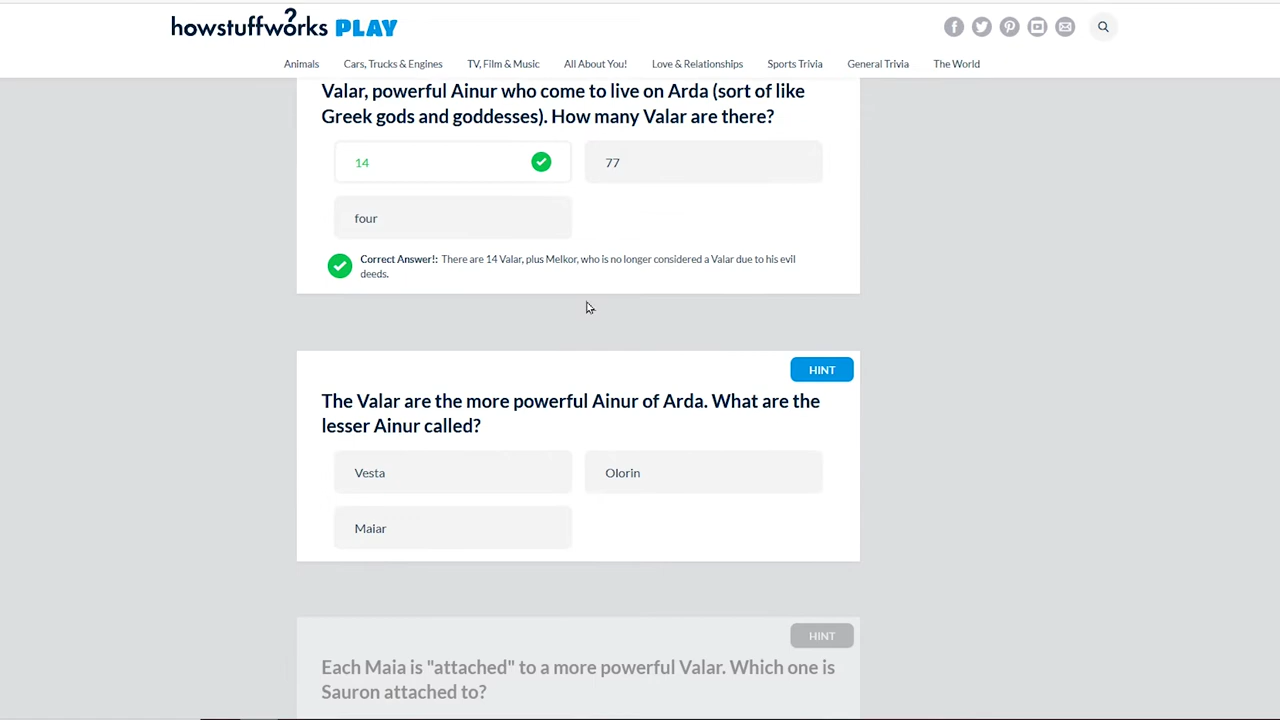 howstuffworks PLAY
Animals Cars, Trucks & Engines TV, Film & Music All About You! Love & Relationships Sports Trivia General Trivia The World
Valar, powerful Ainur who come to live on Arda (sort of like
Greek gods and goddesses). How many Valar are there?
14 77
four
Correct Answer!: There are 14 Valar, plus Melkor, who is no longer considered a Valar due to his evil
deeds.
HINT
The Valar are the more powerful Ainur of Arda. What are the
lesser Ainur called?
Vesta Olorin
Maiar
HINT
Each Maia is "attached" to a more powerful Valar. Which one is
Sauron attached to?